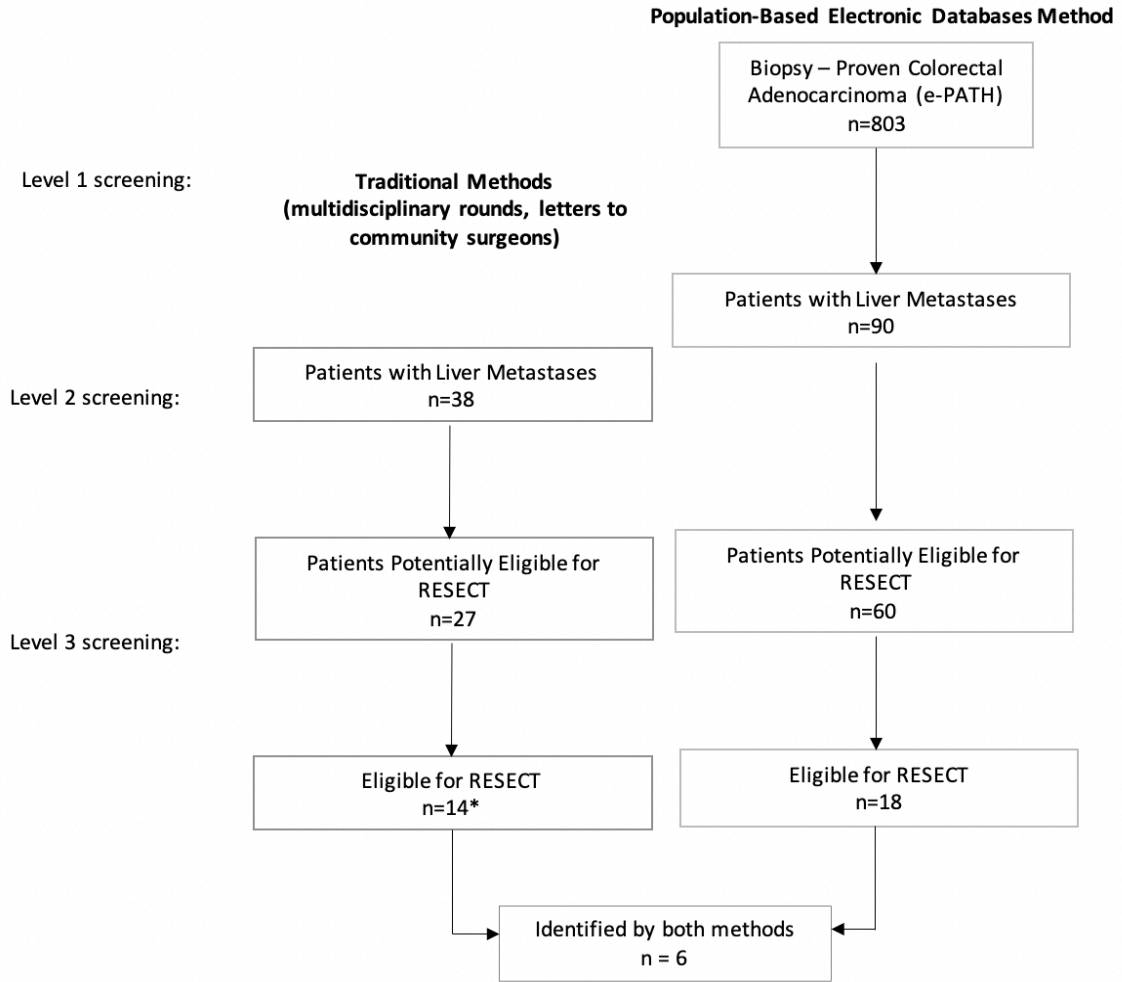 Population-Based Electronic Databases Method
Biopsy – Proven Colorectal
Adenocarcinoma (e-PATH)
n=803
Level 1 screening:
Traditional Methods
(multidisciplinary rounds, letters to
community surgeons)
Patients with Liver Metastases
n=90
Level 2 screening:
Patients with Liver Metastases
n=38
Patients Potentially Eligible for
RESECT
n=27
Patients Potentially Eligible for
RESECT
n=60
Level 3 screening:
Eligible for RESECT
n=14*
Eligible for RESECT
n=18
Identified by both methods
n = 6